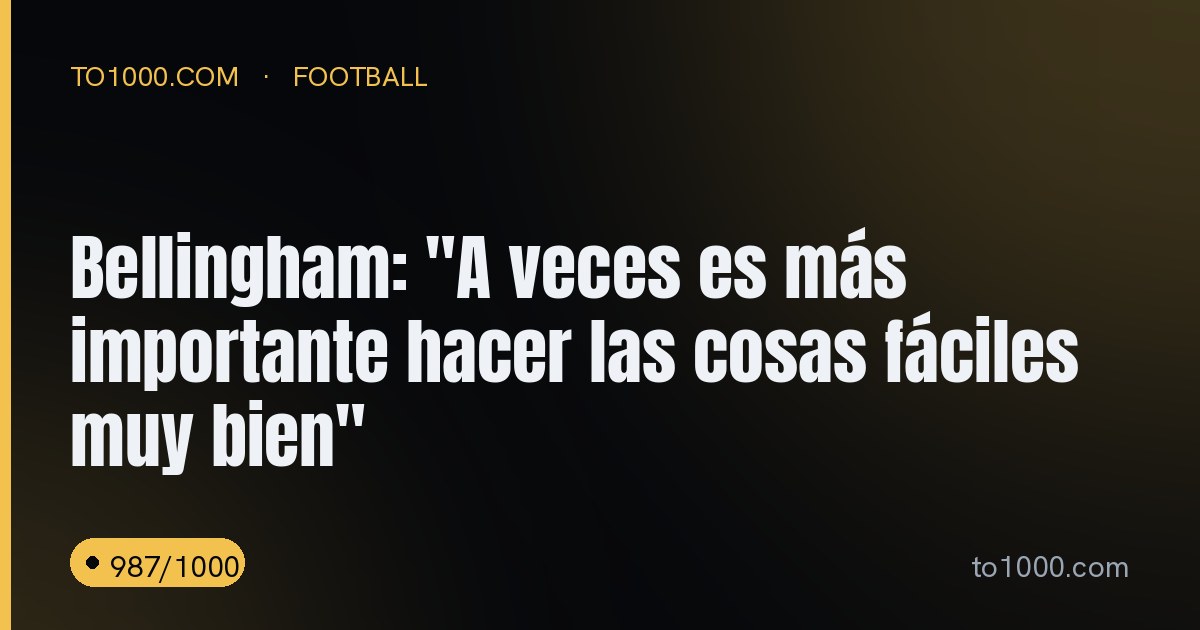 TO1000.COM · FOOTBALL
Bellingham: "A veces es más
importante hacer las cosas fáciles
muy bien"
987/1000
to1000.com